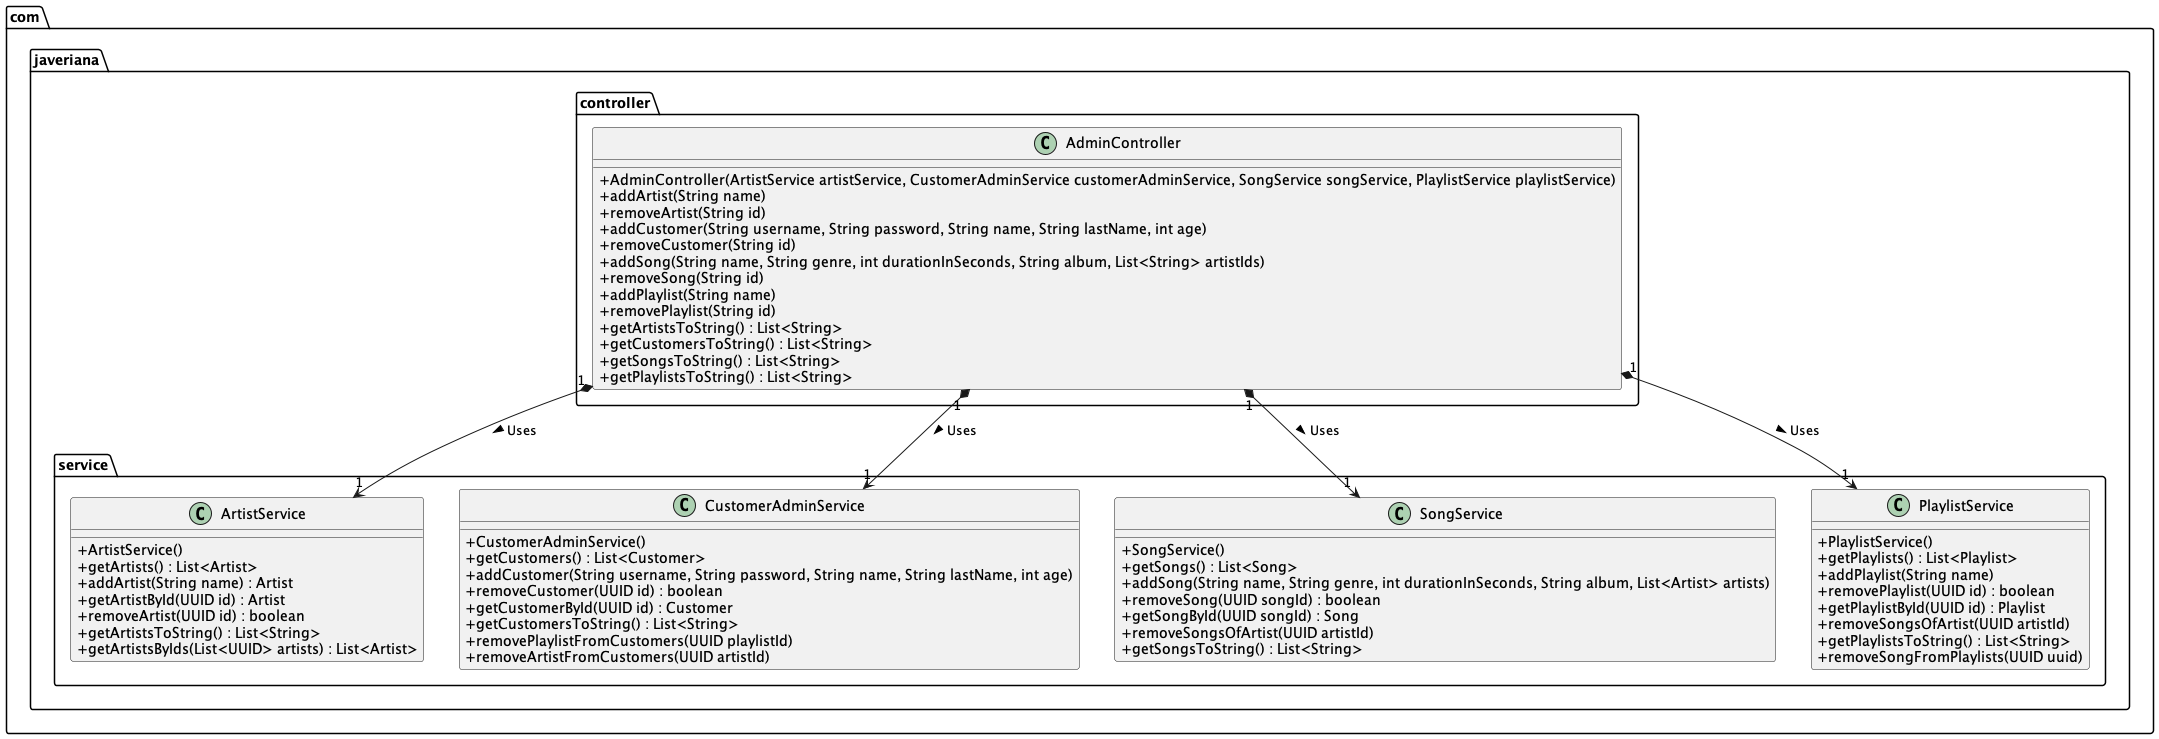 com
javeriana
controller
C AdminController
+AdminController(ArtistService artistService, CustomerAdminService customerAdminService, SongService songService, PlaylistService playlistService)
+addArtist(String name)
+removeArtist(String id)
+addCustomer(String username, String password, String name, String lastName, int age)
+removeCustomer(String id)
+addSong(String name, String genre, int durationInSeconds, String album, List<String> artistIds)
+removeSong(String id)
+addPlaylist(String name)
+removePlaylist(String id)
+getArtistsToString() : List<String>
+getCustomersToString() : List<String>
+getSongsToString() : List<String>
+getPlaylistsToString() : List<String>
1
1
1
1
Uses
Uses
Uses
Uses
service
1
1
1
1
C ArtistService
+ArtistService()
+getArtists() : List<Artist>
+addArtist(String name) : Artist
+getArtistById(UUID id) : Artist
+removeArtist(UUID id) : boolean
+getArtistsToString() : List<String>
+getArtistsByIds(List<UUID> artists) : List<Artist>
C CustomerAdminService
+CustomerAdminService()
+getCustomers() : List<Customer>
+addCustomer(String username, String password, String name, String lastName, int age)
+removeCustomer(UUID id) : boolean
+getCustomerById(UUID id) : Customer
+getCustomersToString() : List<String>
+removePlaylistFromCustomers(UUID playlistId)
+removeArtistFromCustomers(UUID artistId)
C SongService
+SongService()
+getSongs() : List<Song>
+addSong(String name, String genre, int durationInSeconds, String album, List<Artist> artists)
+removeSong(UUID songId) : boolean
+getSongById(UUID songId) : Song
+removeSongsOfArtist(UUID artistId)
+getSongsToString() : List<String>
C PlaylistService
+PlaylistService()
+getPlaylists() : List<Playlist>
+addPlaylist(String name)
+removePlaylist(UUID id) : boolean
+getPlaylistById(UUID id) : Playlist
+removeSongsOfArtist(UUID artistId)
+getPlaylistsToString() : List<String>
+removeSongFromPlaylists(UUID uuid)